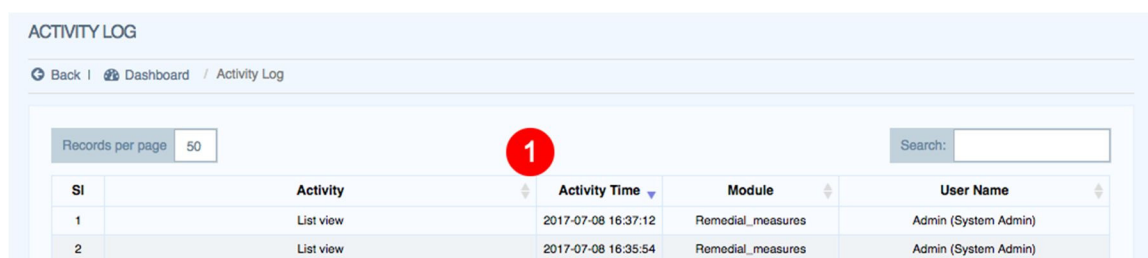 ACTIVITY LOG
Back | Dashboard / Activity Log
Records per page 50 1 Search:
Sl Activity Activity Time Module User Name
1 List view 2017-07-08 16:37:12 Remedial_measures Admin (System Admin)
2 List view 2017-07-08 16:35:54 Remedial_measures Admin (System Admin)